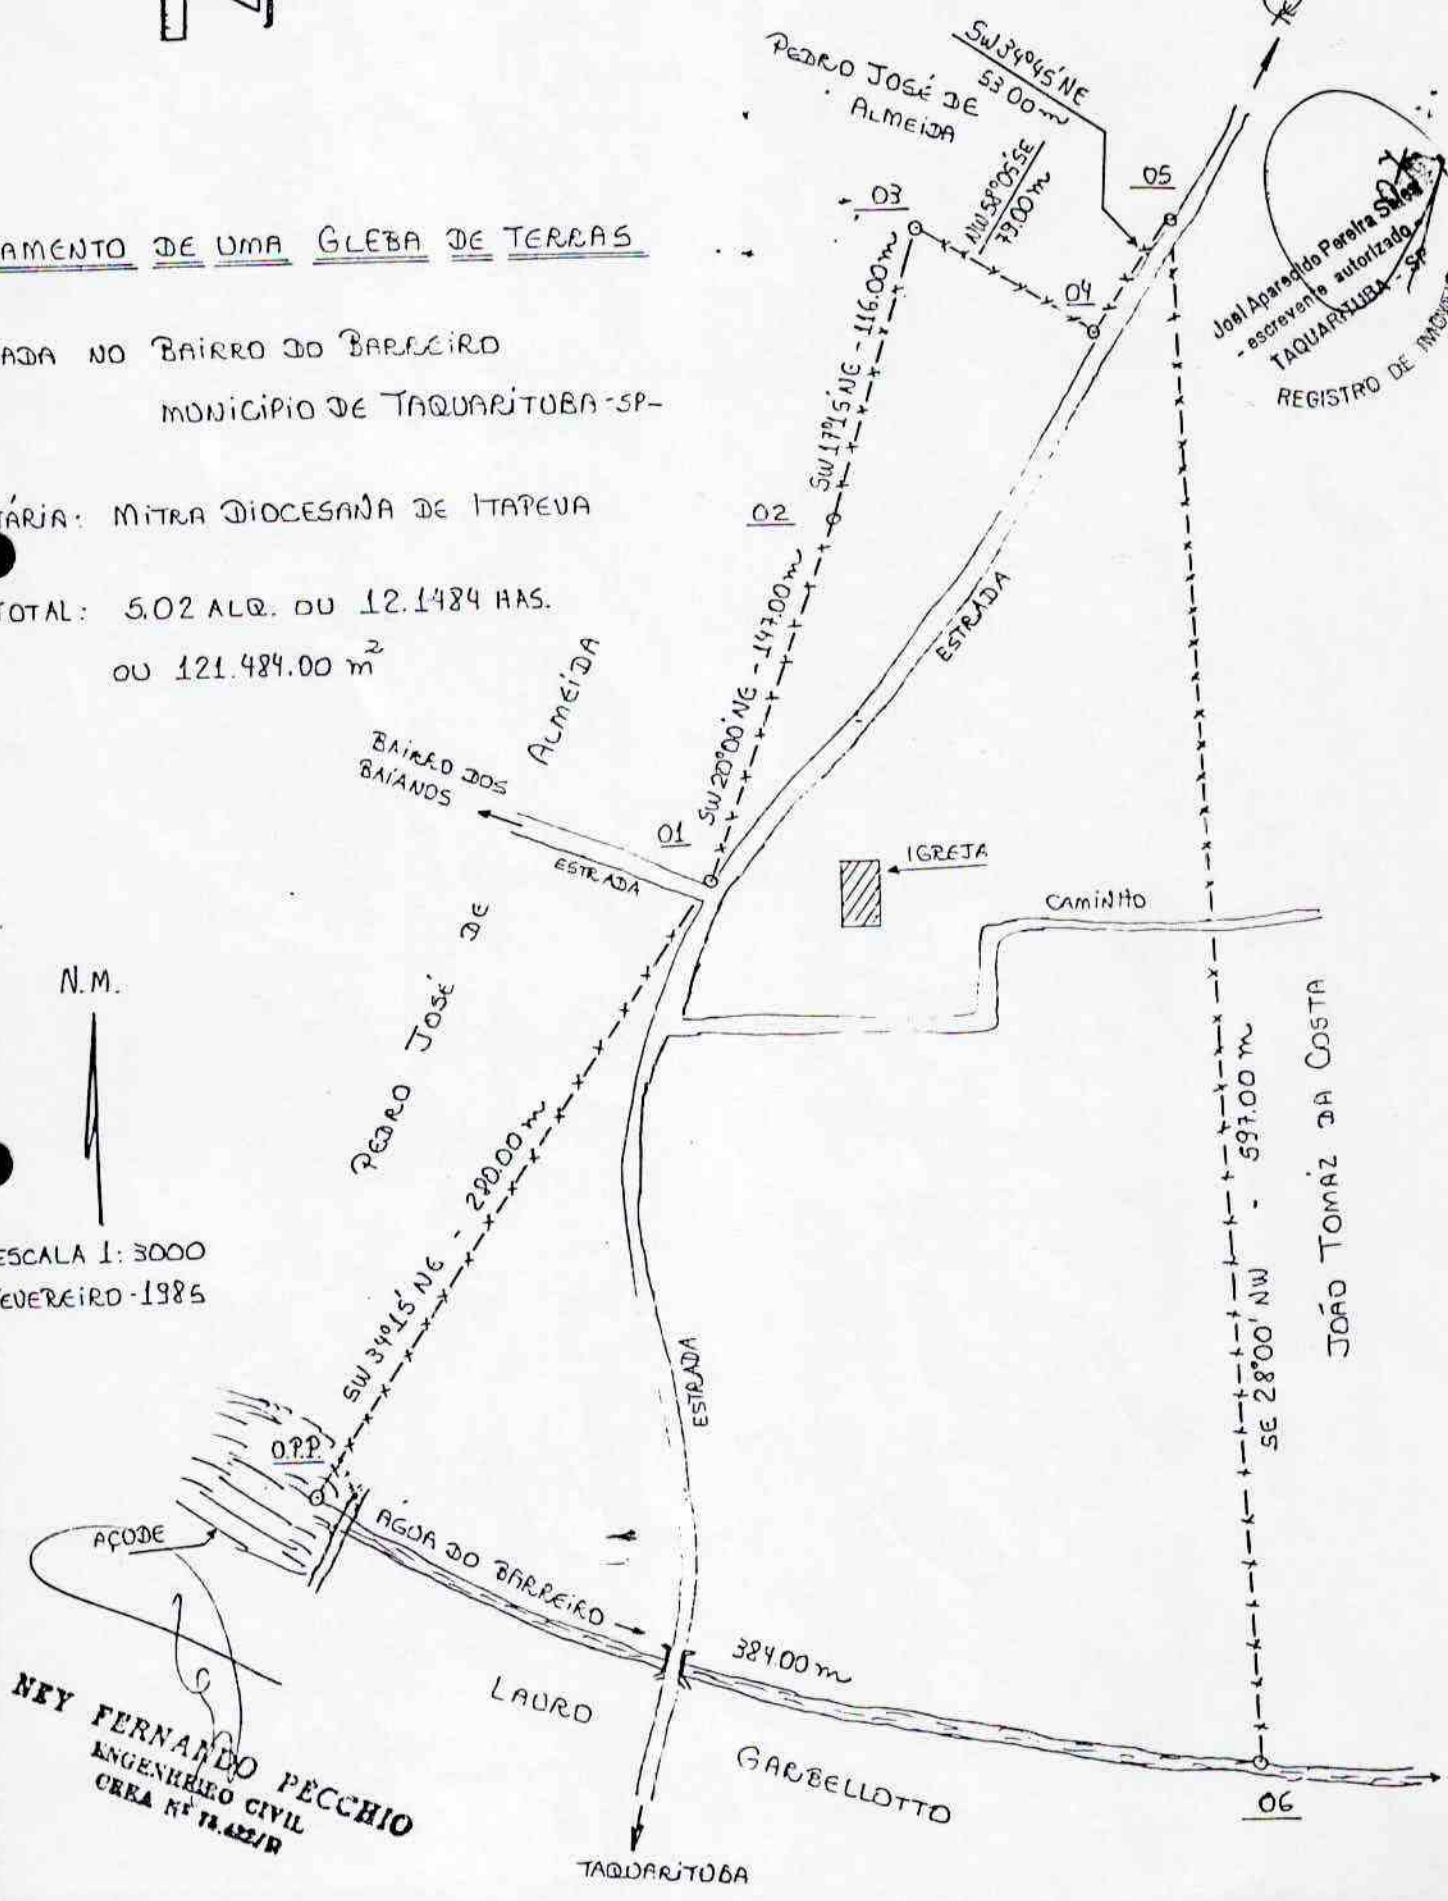 AMENTO DE UMA GLEBA DE TERRAS
ADA NO BAIRRO DO BARREIRO
MUNICÍPIO DE TAQUARITUBA-SP-
TÁRIA: MITRA DIOCESANA DE ITAPEVA
TOTAL: 5.02 ALQ. OU 12.1484 HAS.
OU 121.484.00 m²
PEDRO JOSÉ DE
ALMEIDA
SW 34°45' NE
53.00 m
NW 58°05' SE
79.00 m
05
03
04
02
01
SW 17°15' NE - 116.00 m
SW 20°00' NE - 147.00 m
ESTRADA
Joel Aparecido Pereira
- escrevente autorizado -
TAQUARITUBA - SP
REGISTRO DE
BAIRRO DOS
BAIANOS
ESTRADA
PEDRO JOSÉ DE ALMEIDA
IGREJA
CAMINHO
N.M.
ESCALA 1:3000
FEVEREIRO-1985
SW 34°15' NE - 280.00 m
SE 28°00' NW - 597.00 m
JOÃO TOMÁZ DA COSTA
ESTRADA
O.P.P.
AÇUDE
ÁGUA DO BARREIRO
384.00 m
LAURO GARBELLOTTO
06
TAQUARITUBA
NEY FERNANDO PECCHIO
ENGENHEIRO CIVIL
CREA Nº